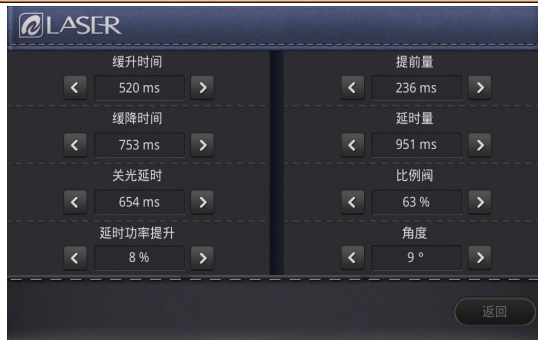 LASER
缓升时间
520 ms
缓降时间
753 ms
关光延时
654 ms
延时功率提升
8 %
提前量
236 ms
延时量
951 ms
比例阀
63 %
角度
9 °
返回